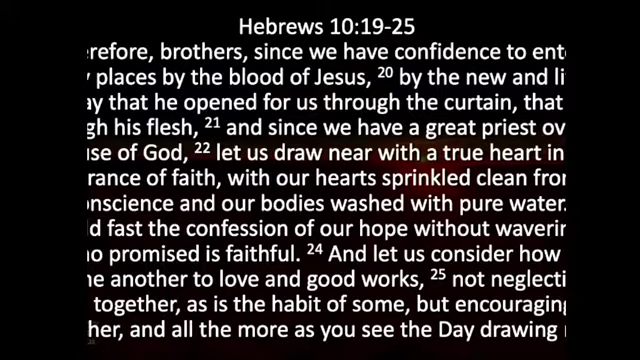 Hebrews 10:19-25
erefore, brothers, since we have confidence to ent
places by the blood of Jesus, 20 by the new and li
ay that he opened for us through the curtain, that
gh his flesh, 21 and since we have a great priest ov
use of God, 22 let us draw near with a true heart in
rance of faith, with our hearts sprinkled clean from
onscience and our bodies washed with pure water.
ld fast the confession of our hope without waverin
o promised is faithful. 24 And let us consider how
ne another to love and good works, 25 not neglecti
together, as is the habit of some, but encouraging
her, and all the more as you see the Day drawing